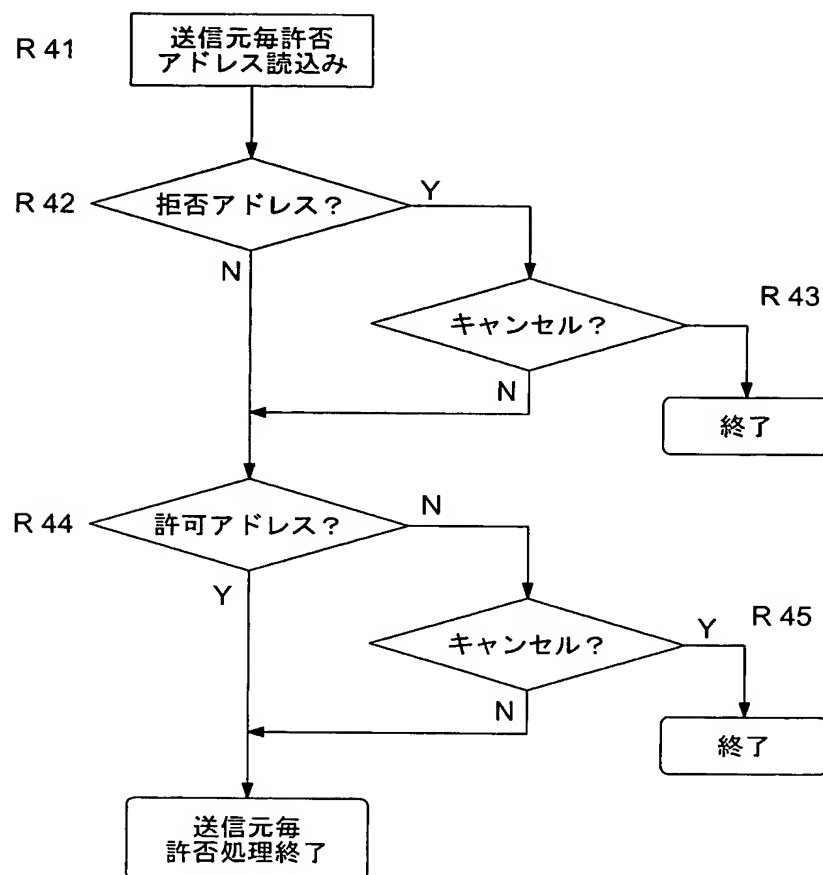 R 41
送信元毎許否
アドレス読込み
R 42
拒否アドレス？
Y
N
R 43
キャンセル？
N
終了
R 44
許可アドレス？
N
Y
R 45
キャンセル？
Y
N
終了
送信元毎
許否処理終了